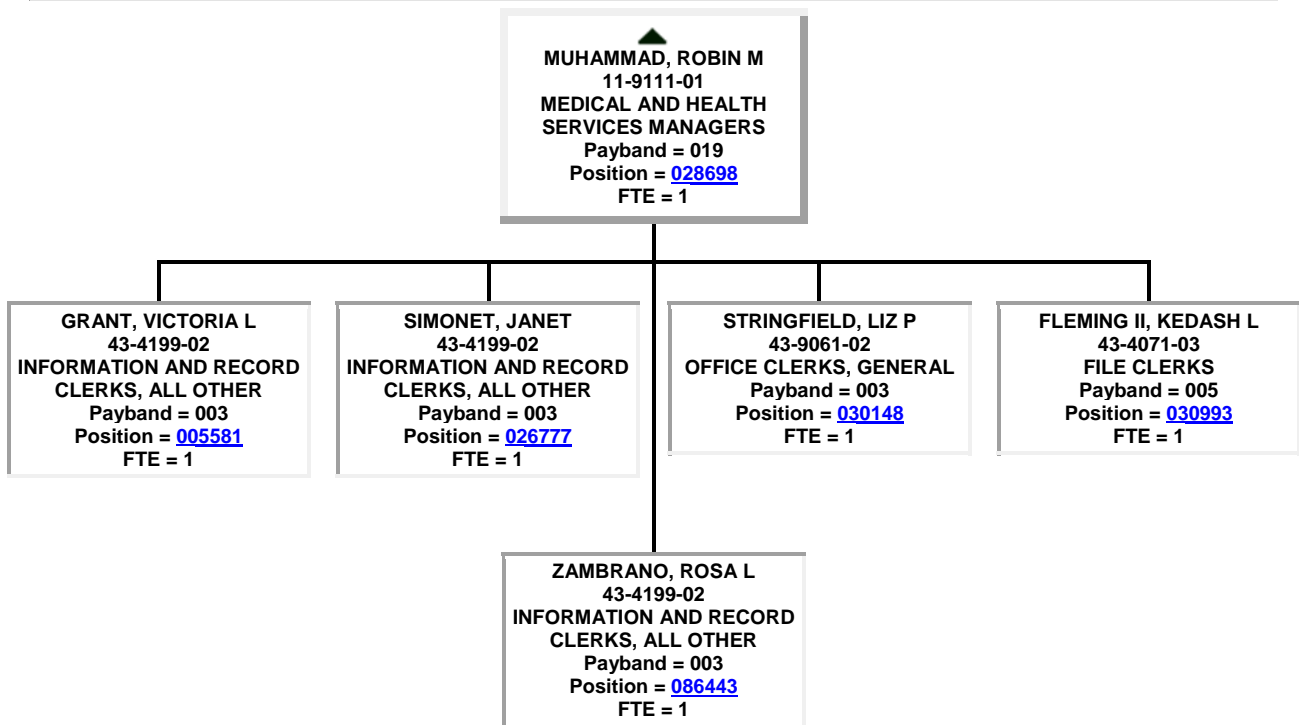 MUHAMMAD, ROBIN M
11-9111-01
MEDICAL AND HEALTH
SERVICES MANAGERS
Payband = 019
Position = 028698
FTE = 1
GRANT, VICTORIA L
43-4199-02
INFORMATION AND RECORD
CLERKS, ALL OTHER
Payband = 003
Position = 005581
FTE = 1
SIMONET, JANET
43-4199-02
INFORMATION AND RECORD
CLERKS, ALL OTHER
Payband = 003
Position = 026777
FTE = 1
STRINGFIELD, LIZ P
43-9061-02
OFFICE CLERKS, GENERAL
Payband = 003
Position = 030148
FTE = 1
FLEMING II, KEDASH L
43-4071-03
FILE CLERKS
Payband = 005
Position = 030993
FTE = 1
ZAMBRANO, ROSA L
43-4199-02
INFORMATION AND RECORD
CLERKS, ALL OTHER
Payband = 003
Position = 086443
FTE = 1